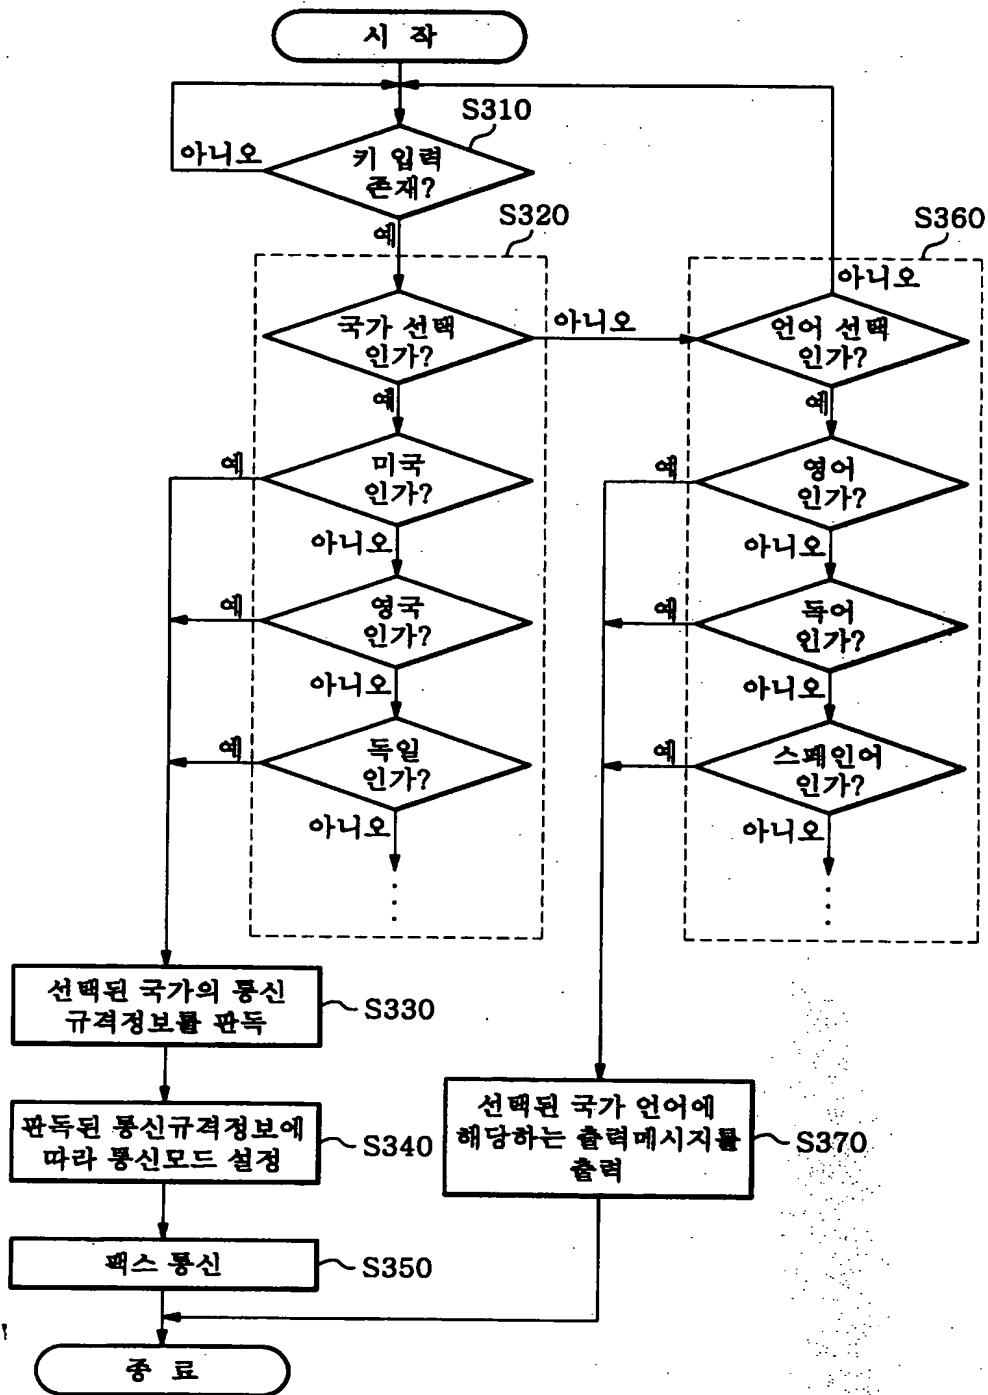 시 작
S310
아니오
키 입력
존재?
예
S320
S360
아니오
국가 선택
인가?
아니오
언어 선택
인가?
예
예
예
미국
인가?
예
영어
인가?
아니오
아니오
예
영국
인가?
예
독어
인가?
아니오
아니오
예
독일
인가?
예
스페인어
인가?
아니오
아니오
선택된 국가의 통신
규격정보를 판독
S330
판독된 통신규격정보에
따라 통신모드 설정
S340
선택된 국가 언어에
해당하는 출력메시지를
출력
S370
팩스 통신
S350
종 료